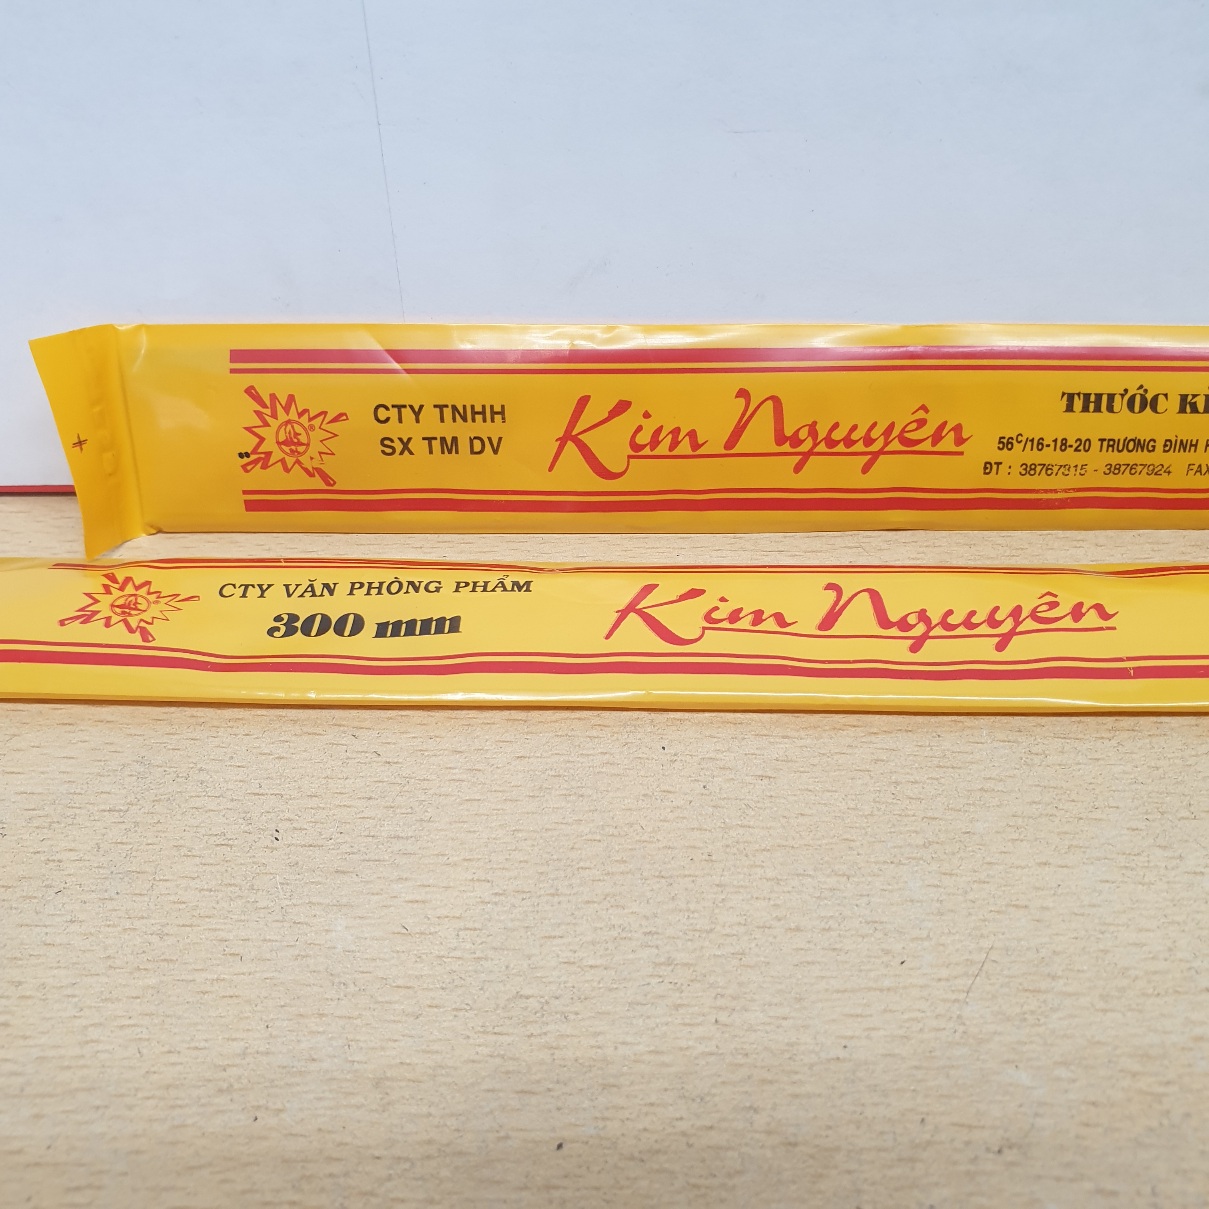 CTY TNHH
SX TM DV
Kim Nguyên
THƯỚC
56C/16-18-20 TRƯƠNG ĐÌNH
ĐT : 38767315 - 38767924 FAX
CTY VĂN PHÒNG PHẨM
300 mm
Kim Nguyên